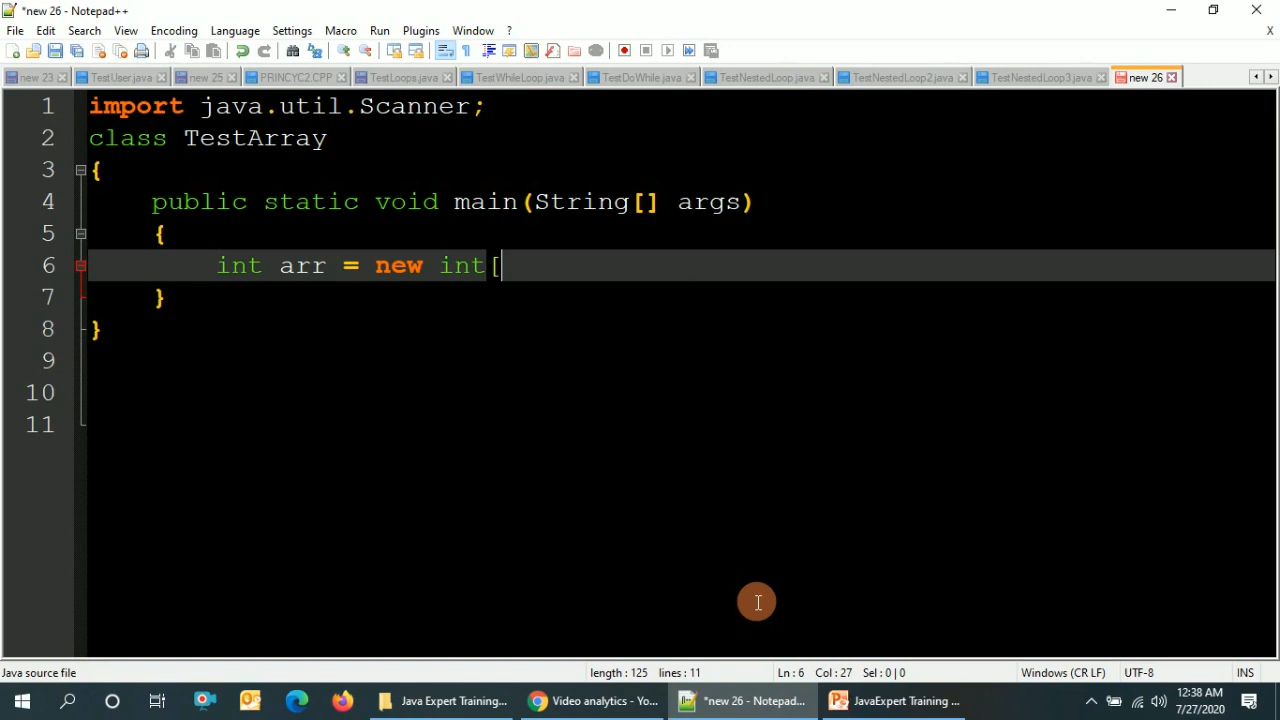 *new 26 - Notepad++
File Edit Search View Encoding Language Settings Macro Run Plugins Window ?
X
new 23 TestUser.java new 25 PRINCYC2.CPP TestLoops.java TestWhileLoop.java TestDoWhile.java TestNestedLoop.java TestNestedLoop2.java TestNestedLoop3.java new 26
1 import java.util.Scanner;
2 class TestArray
3 {
4 public static void main(String[] args)
5 {
6 int arr = new int[
7 }
8 }
9
10
11
Java source file length : 125 lines : 11 Ln : 6 Col : 27 Sel : 0 | 0 Windows (CR LF) UTF-8 INS
Java Expert Training... Video analytics - Yo... *new 26 - Notepad... JavaExpert Training ... 12:38 AM
7/27/2020